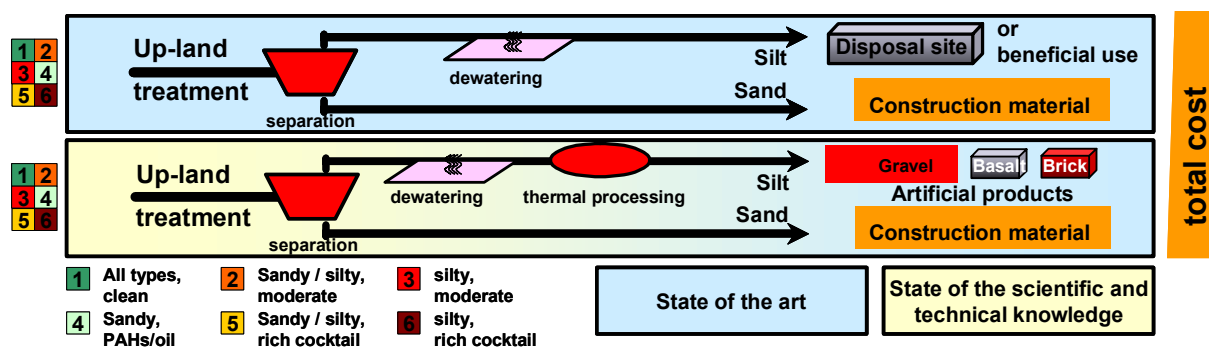 1 2
3 4
5 6
Up-land
treatment
separation
dewatering
Silt
Sand
Disposal site
or
beneficial use
Construction material
total cost
1 2
3 4
5 6
Up-land
treatment
separation
dewatering
thermal processing
Silt
Sand
Gravel
Basalt
Brick
Artificial products
Construction material
1 All types,
clean
2 Sandy / silty,
moderate
3 silty,
moderate
4 Sandy,
PAHs/oil
5 Sandy / silty,
rich cocktail
6 silty,
rich cocktail
State of the art
State of the scientific and
technical knowledge